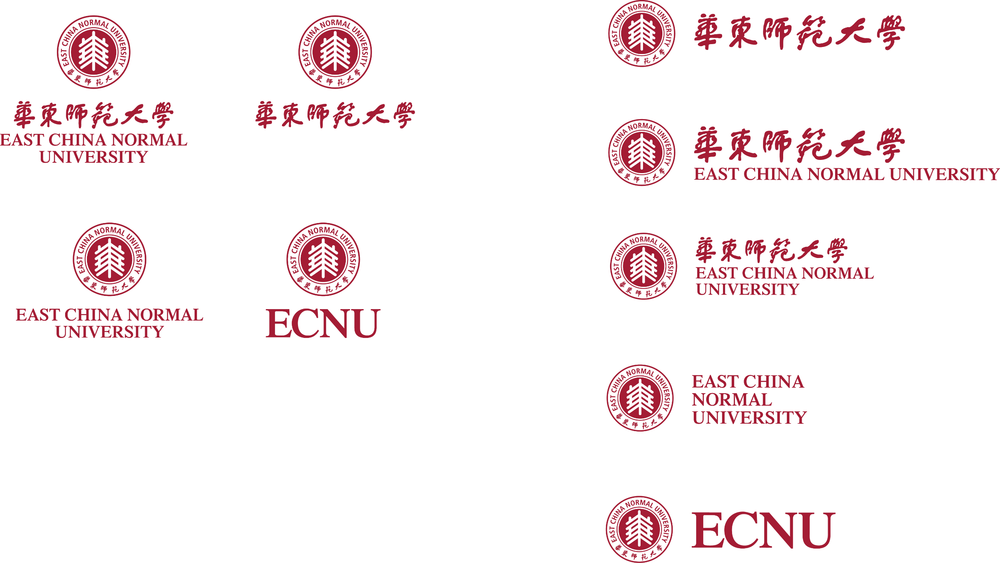 EAST CHINA NORMAL UNIVERSITY
華東師範大學
華東師範大學
EAST CHINA NORMAL
UNIVERSITY
EAST CHINA NORMAL UNIVERSITY
華東師範大學
華東師範大學
EAST CHINA NORMAL UNIVERSITY
華東師範大學
EAST CHINA NORMAL
UNIVERSITY
EAST CHINA NORMAL UNIVERSITY
華東師範大學
ECNU
EAST CHINA NORMAL UNIVERSITY
華東師範大學
華東師範大學
EAST CHINA NORMAL UNIVERSITY
華東師範大學
華東師範大學
EAST CHINA NORMAL UNIVERSITY
EAST CHINA NORMAL UNIVERSITY
華東師範大學
華東師範大學
EAST CHINA NORMAL
UNIVERSITY
EAST CHINA NORMAL UNIVERSITY
華東師範大學
EAST CHINA
NORMAL
UNIVERSITY
EAST CHINA NORMAL UNIVERSITY
華東師範大學
ECNU